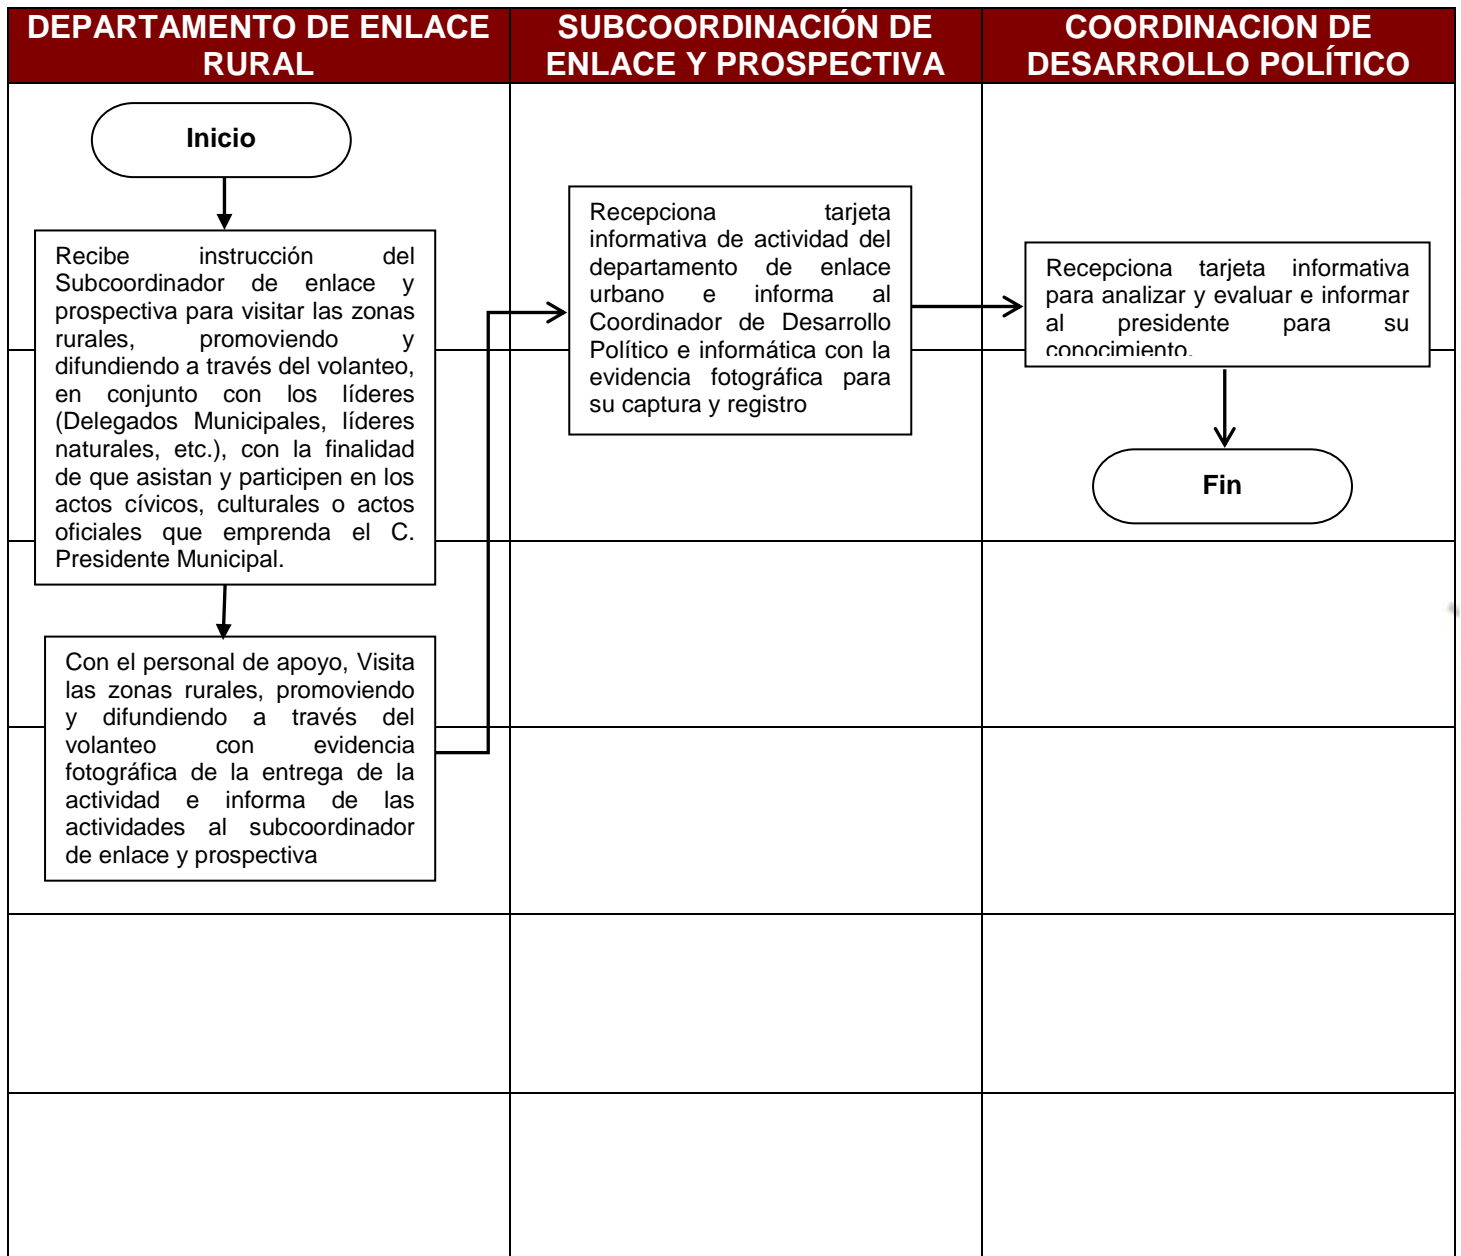 DEPARTAMENTO DE ENLACE
RURAL
SUBCOORDINACIÓN DE
ENLACE Y PROSPECTIVA
COORDINACION DE
DESARROLLO POLÍTICO
Inicio
Recibe instrucción del
Subcoordinador de enlace y
prospectiva para visitar las zonas
rurales, promoviendo y
difundiendo a través del volanteo,
en conjunto con los líderes
(Delegados Municipales, líderes
naturales, etc.), con la finalidad
de que asistan y participen en los
actos cívicos, culturales o actos
oficiales que emprenda el C.
Presidente Municipal.
Con el personal de apoyo, Visita
las zonas rurales, promoviendo
y difundiendo a través del
volanteo con evidencia
fotográfica de la entrega de la
actividad e informa de las
actividades al subcoordinador
de enlace y prospectiva
Recepciona tarjeta
informativa de actividad del
departamento de enlace
urbano e informa al
Coordinador de Desarrollo
Político e informática con la
evidencia fotográfica para
su captura y registro
Recepciona tarjeta informativa
para analizar y evaluar e informar
al presidente para su
conocimiento.
Fin